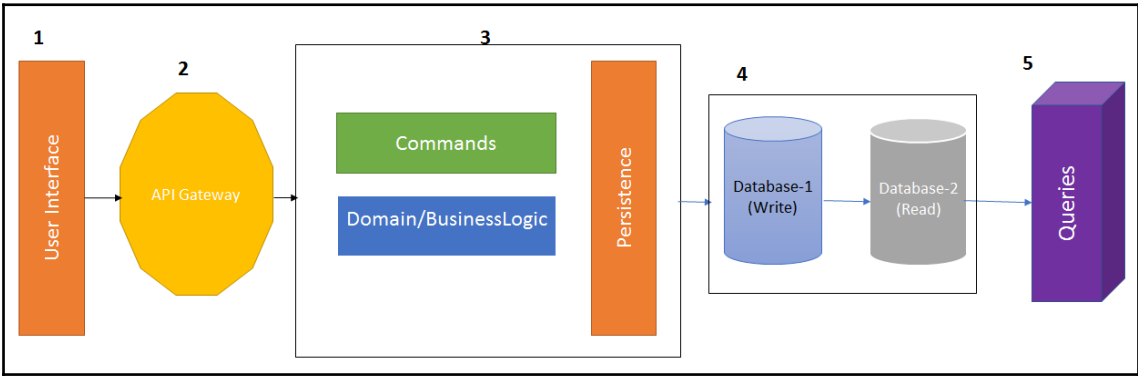 1
User Interface
2
API Gateway
3
Commands
Domain/BusinessLogic
Persistence
4
Database-1
(Write)
Database-2
(Read)
5
Queries